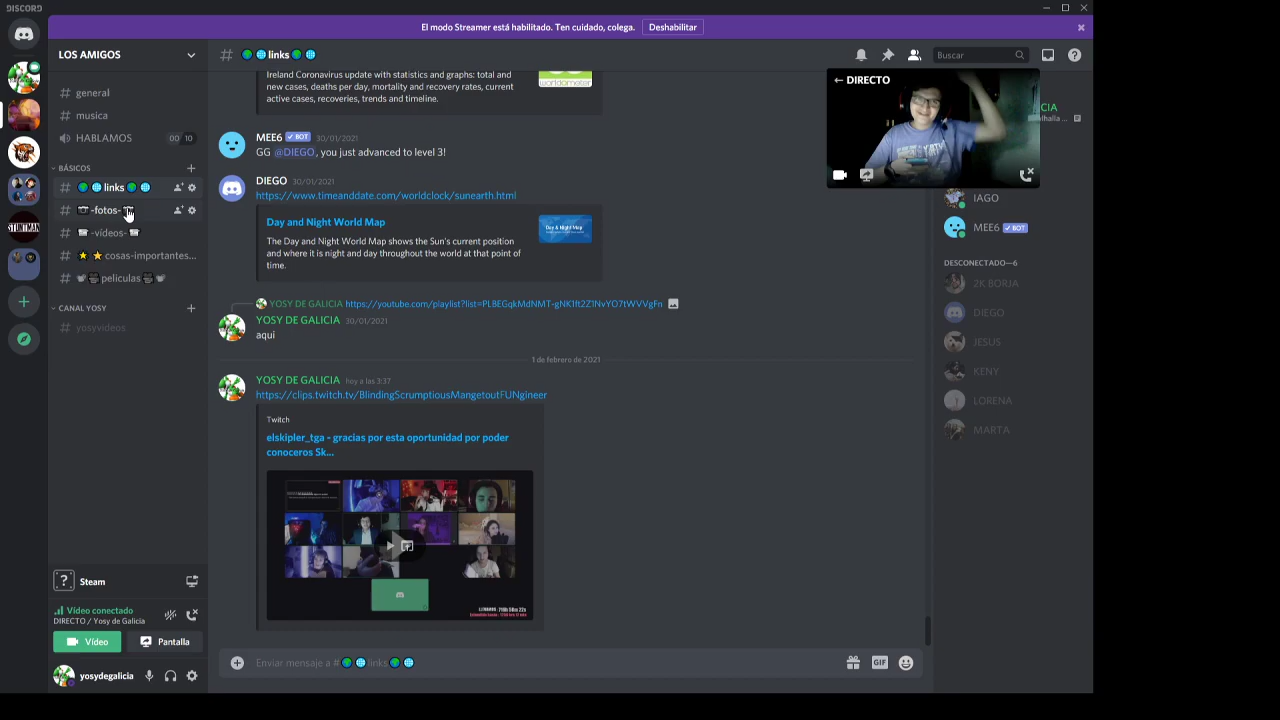 DISCORD
El modo Streamer está habilitado. Ten cuidado, colega. Deshabilitar
LOS AMIGOS
general
musica
HABLAMOS 00 10
BÁSICOS
links
-fotos-
-vídeos-
cosas-importantes...
peliculas
CANAL YOSY
yosyvideos
Steam
Vídeo conectado
DIRECTO / Yosy de Galicia
Vídeo
Pantalla
yosydegalicia
links
Buscar
Ireland Coronavirus update with statistics and graphs: total and
new cases, deaths per day, mortality and recovery rates, current
active cases, recoveries, trends and timeline.
worldometer
MEE6 BOT 30/01/2021
GG @DIEGO, you just advanced to level 3!
DIEGO 30/01/2021
https://www.timeanddate.com/worldclock/sunearth.html
Day and Night World Map
The Day and Night World Map shows the Sun's current position
and where it is night and day throughout the world at that point of
time.
Day & Night Map
YOSY DE GALICIA https://youtube.com/playlist?list=PLBEGqkMdNMT-gNK1ft2Z1NvYO7tWVVgFn
YOSY DE GALICIA 30/01/2021
aqui
1 de febrero de 2021
YOSY DE GALICIA hoy a las 3:37
https://clips.twitch.tv/BlindingScrumptiousMangetoutFUNgineer
Twitch
elskipler_tga - gracias por esta oportunidad por poder
conoceros Sk...
Enviar mensaje a # links
GIF
← DIRECTO
CIA
alhalla ...
IAGO
MEE6 BOT
DESCONECTADO—6
2K BORJA
DIEGO
JESUS
KENY
LORENA
MARTA